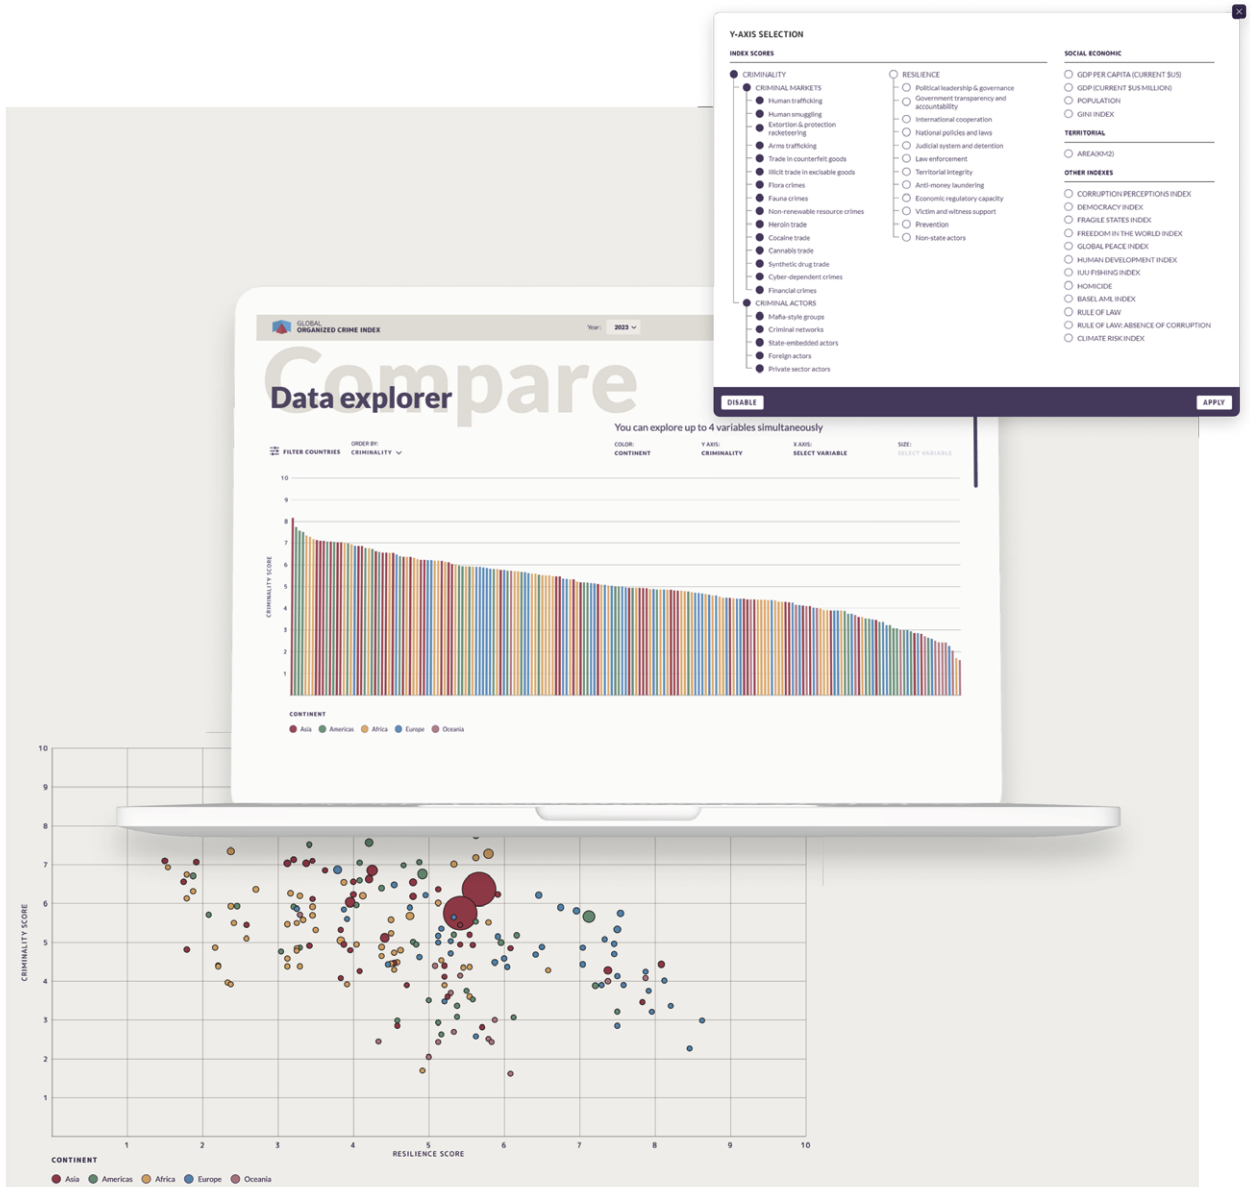 Y-AXIS SELECTION
INDEX SCORES
CRIMINALITY
CRIMINAL MARKETS
Human trafficking
Human smuggling
Extortion & protection
racketeering
Arms trafficking
Trade in counterfeit goods
Illicit trade in excisable goods
Flora crimes
Fauna crimes
Non-renewable resource crimes
Heroin trade
Cocaine trade
Cannabis trade
Synthetic drug trade
Cyber-dependent crimes
Financial crimes
CRIMINAL ACTORS
Mafia-style groups
Criminal networks
State-embedded actors
Foreign actors
Private sector actors
RESILIENCE
Political leadership & governance
Government transparency and
accountability
International cooperation
National policies and laws
Judicial system and detention
Law enforcement
Territorial integrity
Anti-money laundering
Economic regulatory capacity
Victim and witness support
Prevention
Non-state actors
SOCIAL ECONOMIC
GDP PER CAPITA (CURRENT $US)
GDP (CURRENT $US MILLION)
POPULATION
GINI INDEX
TERRITORIAL
AREA(KM2)
OTHER INDEXES
CORRUPTION PERCEPTIONS INDEX
DEMOCRACY INDEX
FRAGILE STATES INDEX
FREEDOM IN THE WORLD INDEX
GLOBAL PEACE INDEX
HUMAN DEVELOPMENT INDEX
IUU FISHING INDEX
HOMICIDE
BASEL AML INDEX
RULE OF LAW
RULE OF LAW: ABSENCE OF CORRUPTION
CLIMATE RISK INDEX
DISABLE
APPLY
GLOBAL
ORGANIZED CRIME INDEX
Year:
2023
Compare
Data explorer
You can explore up to 4 variables simultaneously
FILTER COUNTRIES
ORDER BY:
CRIMINALITY
COLOR:
CONTINENT
Y AXIS:
CRIMINALITY
X AXIS:
SELECT VARIABLE
SIZE:
SELECT VARIABLE
10
9
8
7
6
5
4
3
2
1
CRIMINALITY SCORE
CONTINENT
Asia Americas Africa Europe Oceania
10
9
8
7
6
5
4
3
2
1
CRIMINALITY SCORE
1 2 3 4 5 6 7 8 9 10
RESILIENCE SCORE
CONTINENT
Asia Americas Africa Europe Oceania